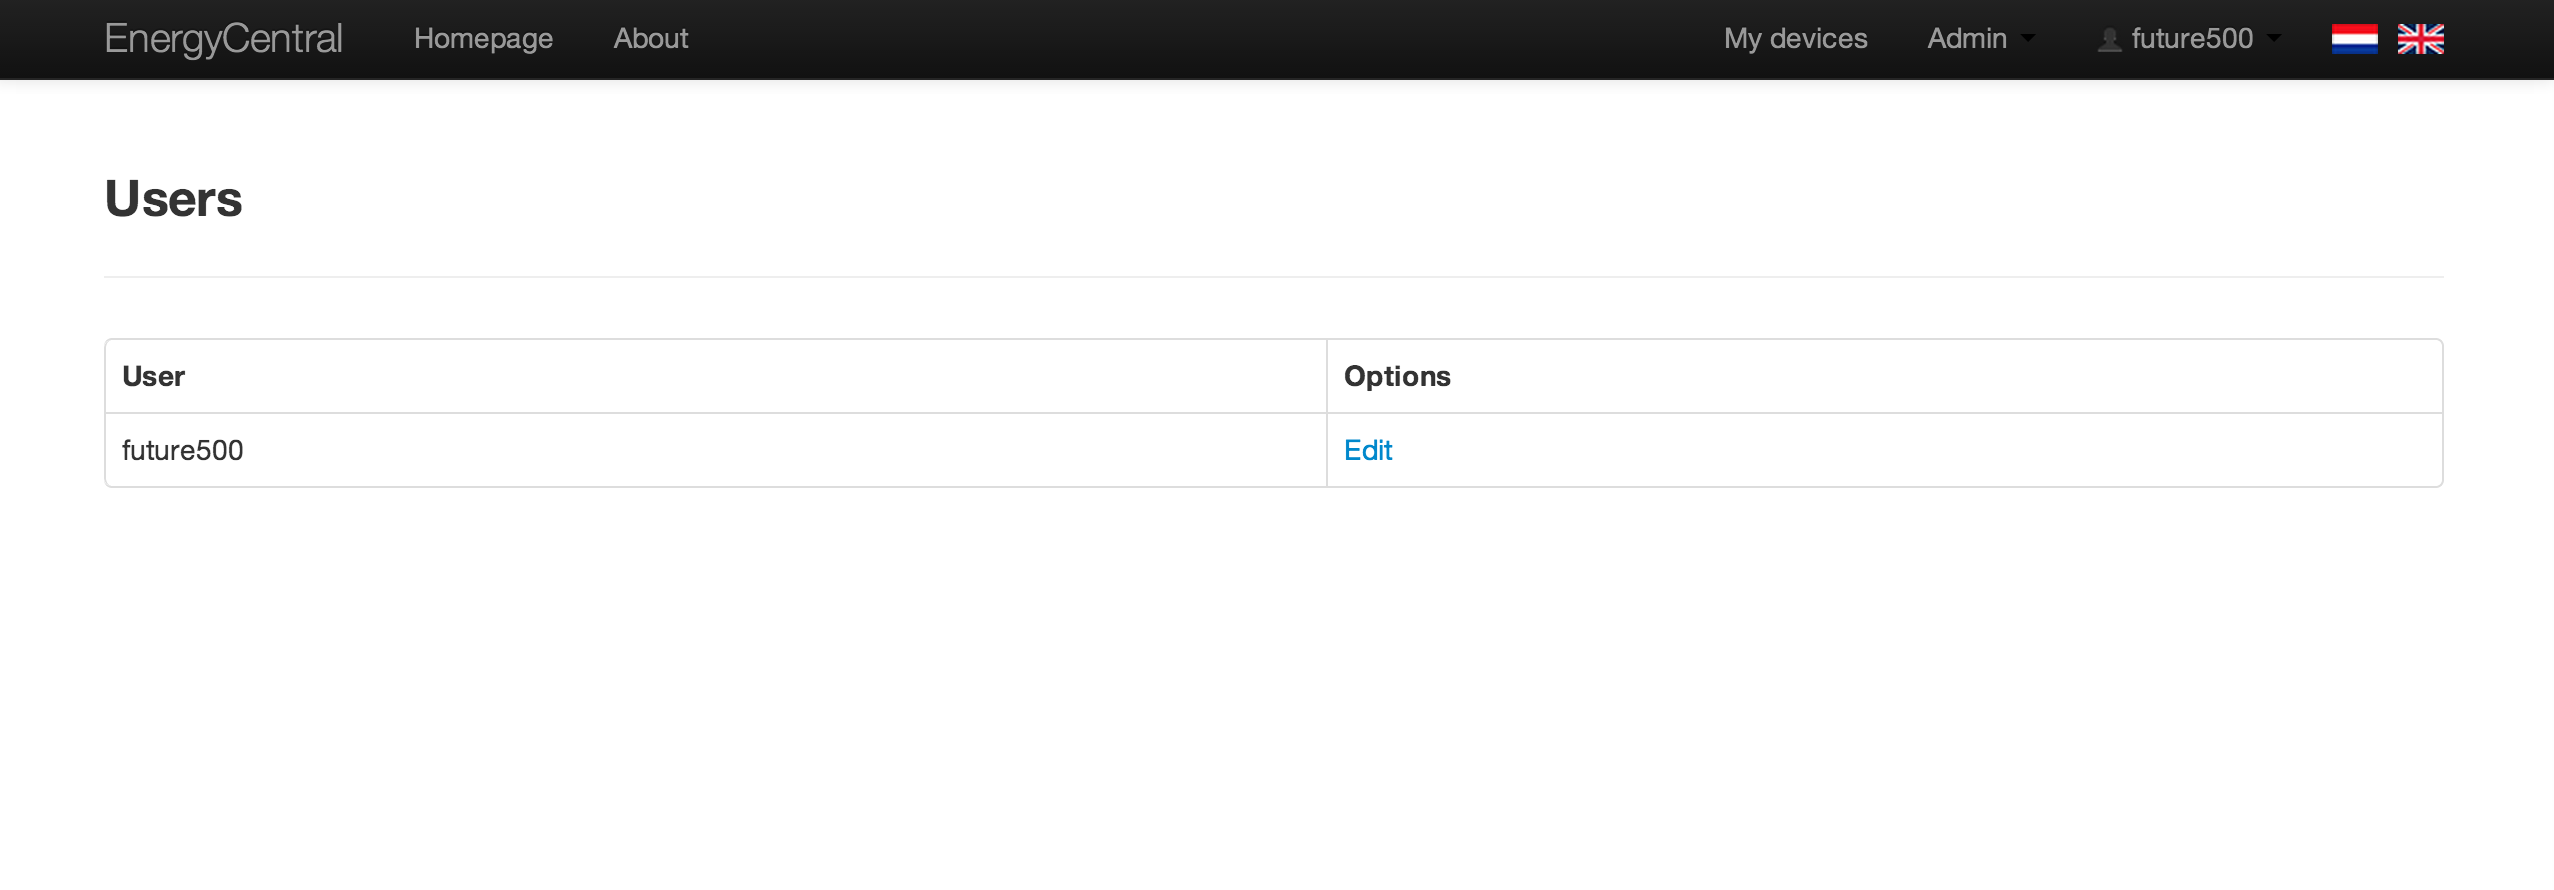 EnergyCentral Homepage About My devices Admin future500
Users
User Options
future500 Edit